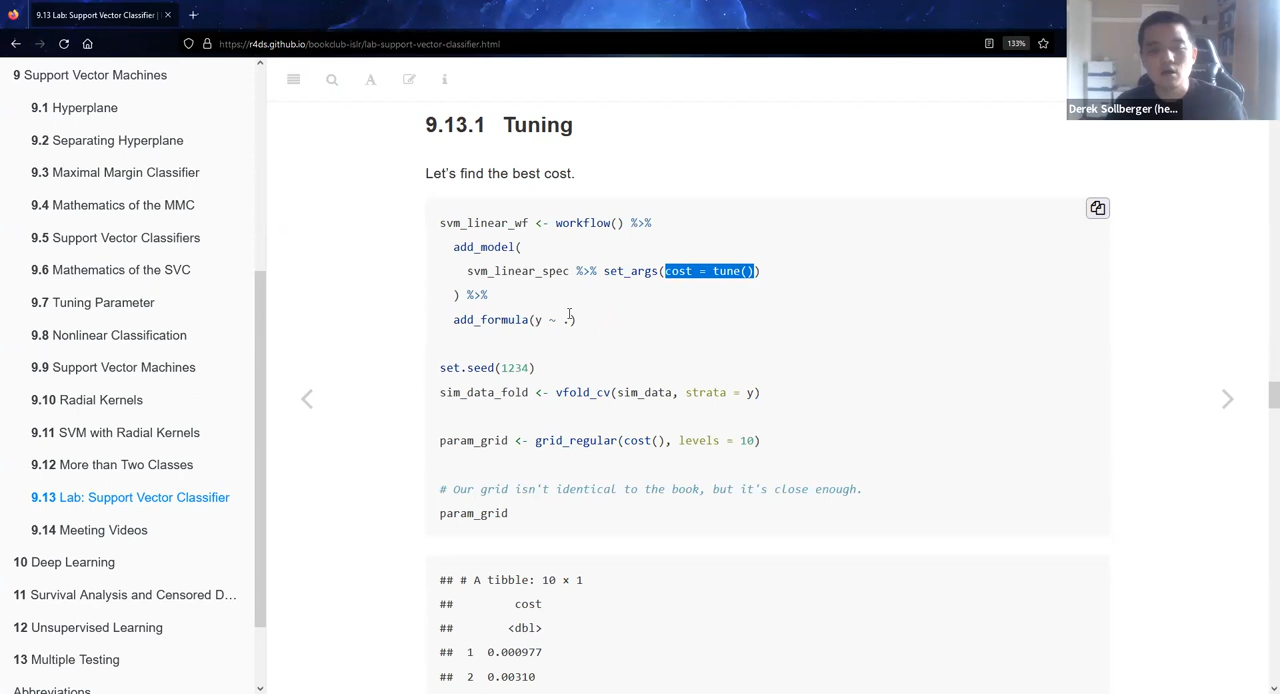 9.13 Lab: Support Vector Classifier |
https://r4ds.github.io/bookclub-islr/lab-support-vector-classifier.html
133%
Derek Sollberger (he...
9 Support Vector Machines
9.1 Hyperplane
9.2 Separating Hyperplane
9.3 Maximal Margin Classifier
9.4 Mathematics of the MMC
9.5 Support Vector Classifiers
9.6 Mathematics of the SVC
9.7 Tuning Parameter
9.8 Nonlinear Classification
9.9 Support Vector Machines
9.10 Radial Kernels
9.11 SVM with Radial Kernels
9.12 More than Two Classes
9.13 Lab: Support Vector Classifier
9.14 Meeting Videos
10 Deep Learning
11 Survival Analysis and Censored D...
12 Unsupervised Learning
13 Multiple Testing
Abbreviations
9.13.1 Tuning
Let's find the best cost.
svm_linear_wf <- workflow() %>%
add_model(
svm_linear_spec %>% set_args(cost = tune())
) %>%
add_formula(y ~ .)
set.seed(1234)
sim_data_fold <- vfold_cv(sim_data, strata = y)
param_grid <- grid_regular(cost(), levels = 10)
# Our grid isn't identical to the book, but it's close enough.
param_grid
## # A tibble: 10 × 1
## cost
## <dbl>
## 1 0.000977
## 2 0.00310